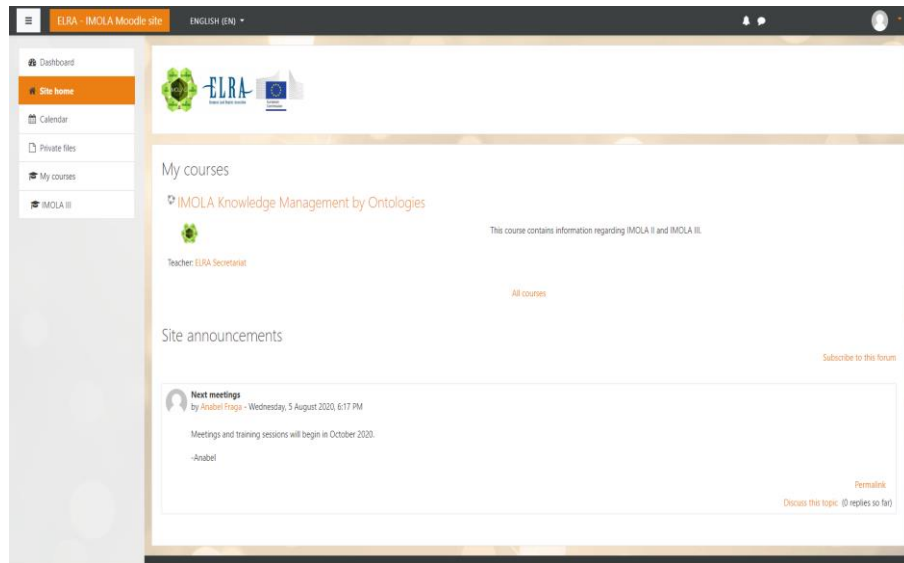 ELRA - IMOLA Moodle site
ENGLISH (EN)
Dashboard
Site home
Calendar
Private files
My courses
IMOLA III
ELRA
My courses
IMOLA Knowledge Management by Ontologies
This course contains information regarding IMOLA II and IMOLA III.
Teacher: ELRA Secretariat
All courses
Site announcements
Subscribe to this forum
Next meetings
by Anabel Fraga - Wednesday, 5 August 2020, 6:17 PM
Meetings and training sessions will begin in October 2020.
-Anabel
Permalink
Discuss this topic (0 replies so far)